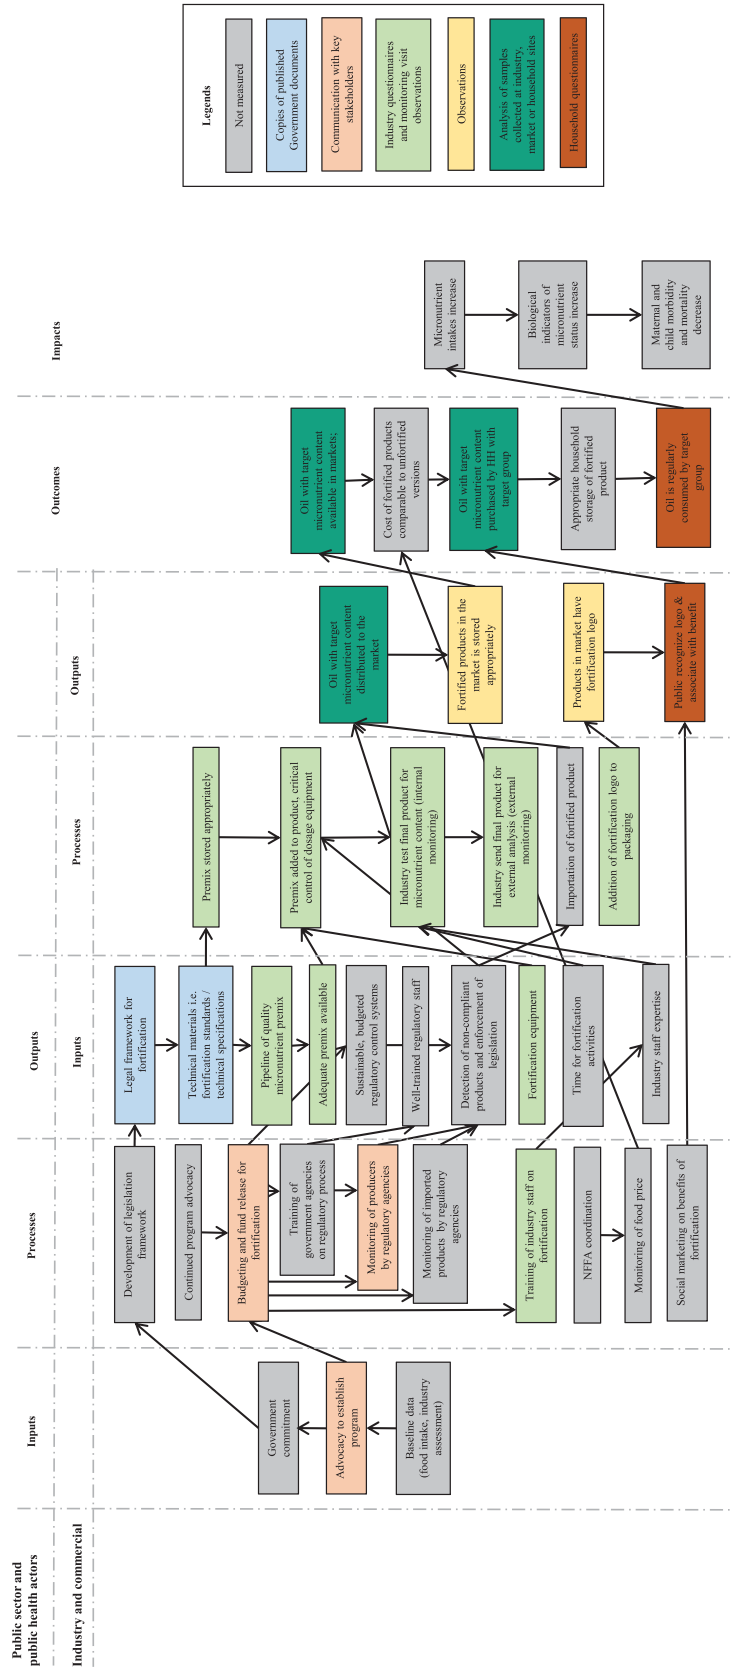 Public sector and
public health actors
Inputs
Processes
Outputs
Outcomes
Impacts
Industry and commercial
Inputs
Processes
Outputs
Government
commitment
Advocacy to establish
program
Baseline data
(food intake, industry
assessment)
Development of legislation
framework
Continued program advocacy
Budgeting and fund release for
fortification
Training of
government agencies
on regulatory process
Monitoring of producers
by regulatory agencies
Monitoring of imported
products by regulatory
agencies
Training of industry staff on
fortification
NFFA coordination
Monitoring of food price
Social marketing on benefits of
fortification
Legal framework for
fortification
Technical materials i.e.
fortification standards /
technical specifications
Pipeline of quality
micronutrient premix
Adequate premix available
Sustainable, budgeted
regulatory control systems
Well-trained regulatory staff
Detection of non-compliant
products and enforcement of
legislation
Fortification equipment
Time for fortification
activities
Industry staff expertise
Premix stored appropriately
Premix added to product, critical
control of dosage equipment
Industry test final product for
micronutrient content (internal
monitoring)
Industry send final product for
external analysis (external
monitoring)
Importation of fortified product
Addition of fortification logo to
packaging
Oil with target
micronutrient content
distributed to the
market
Fortified products in the
market is stored
appropriately
Products in market have
fortification logo
Public recognize logo &
associate with benefit
Oil with target
micronutrient content
available in markets;
Cost of fortified products
comparable to unfortified
versions
Oil with target
micronutrient content
purchased by HH with
target group
Appropriate household
storage of fortified
product
Oil is regularly
consumed by target
group
Micronutrient
intakes increase
Biological
indicators of
micronutrient
status increase
Maternal and
child morbidity
and mortality
decrease
Legends
Not measured
Copies of published
Government documents
Communication with key
stakeholders
Industry questionnaires
and monitoring visit
observations
Observations
Analysis of samples
collected at industry,
market or household sites
Household questionnaires